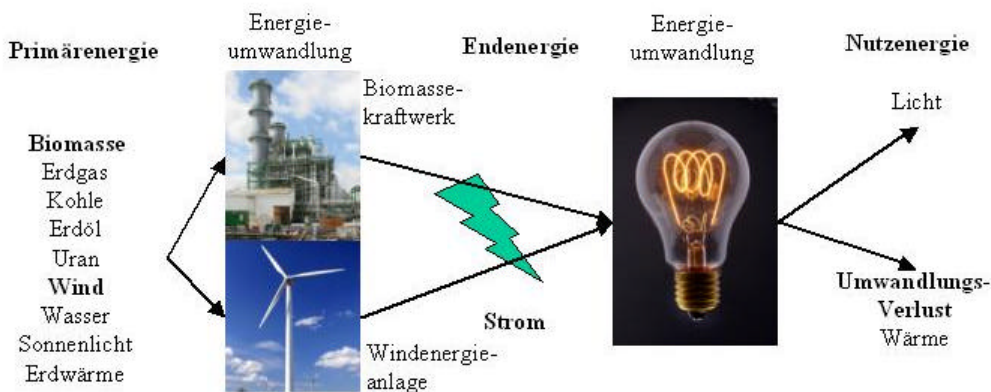 Primärenergie
Energie-
umwandlung
Endenergie
Energie-
umwandlung
Nutzenergie
Biomasse
Erdgas
Kohle
Erdöl
Uran
Wind
Wasser
Sonnenlicht
Erdwärme
Biomasse-
kraftwerk
Windenergie-
anlage
Strom
Licht
Umwandlungs-
Verlust
Wärme